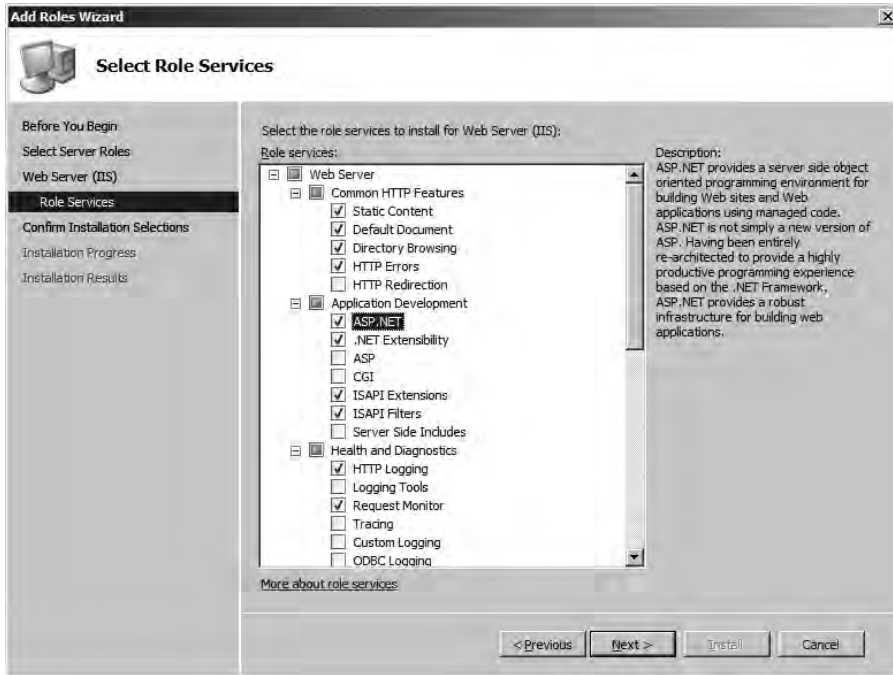 Add Roles Wizard
Select Role Services
Before You Begin
Select Server Roles
Web Server (IIS)
Role Services
Confirm Installation Selections
Installation Progress
Installation Results
Select the role services to install for Web Server (IIS):
Role services:
Web Server
Common HTTP Features
Static Content
Default Document
Directory Browsing
HTTP Errors
HTTP Redirection
Application Development
ASP.NET
.NET Extensibility
ASP
CGI
ISAPI Extensions
ISAPI Filters
Server Side Includes
Health and Diagnostics
HTTP Logging
Logging Tools
Request Monitor
Tracing
Custom Logging
ODBC Logging
More about role services
Description:
ASP.NET provides a server side object
oriented programming environment for
building Web sites and Web
applications using managed code.
ASP.NET is not simply a new version of
ASP. Having been entirely
re-architected to provide a highly
productive programming experience
based on the .NET Framework,
ASP.NET provides a robust
infrastructure for building web
applications.
< Previous
Next >
Install
Cancel